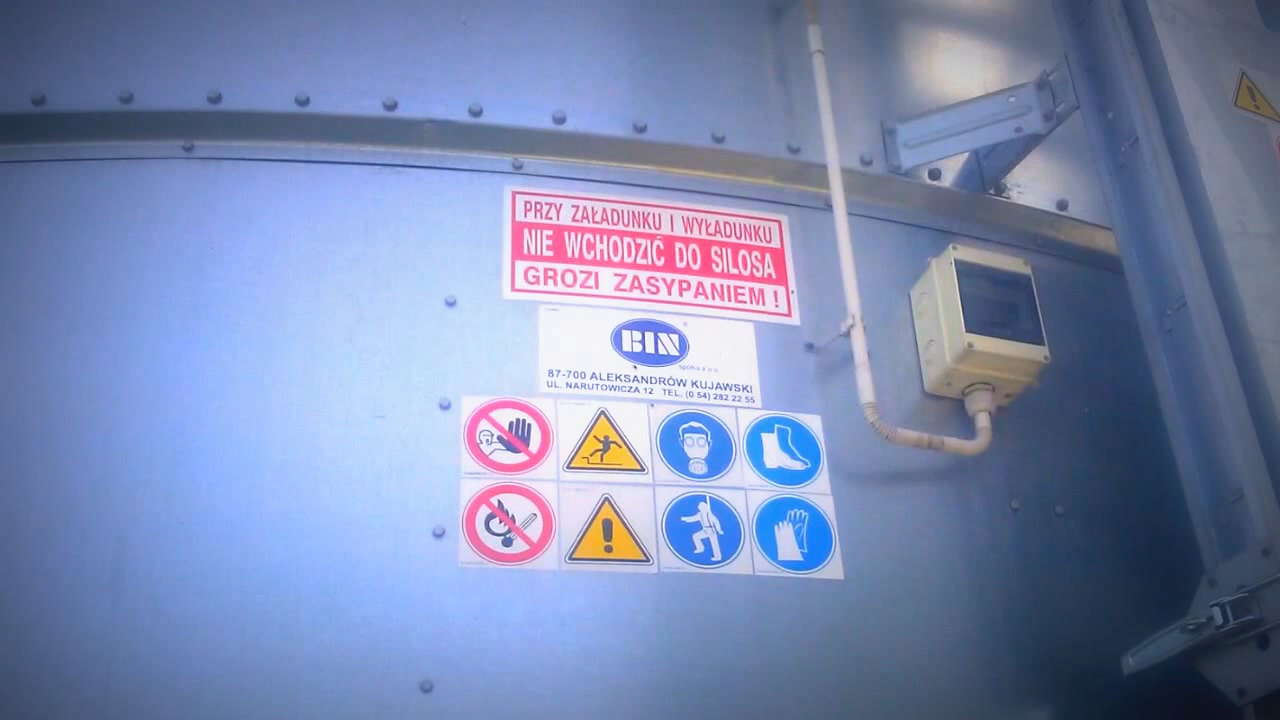 PRZY ZAŁADUNKU I WYŁADUNKU
NIE WCHODZIĆ DO SILOSA
GROZI ZASYPANIEM !
BIN
spółka z o.o.
87-700 ALEKSANDRÓW KUJAWSKI
UL. NARUTOWICZA 12 TEL. (0 54) 282 22 55